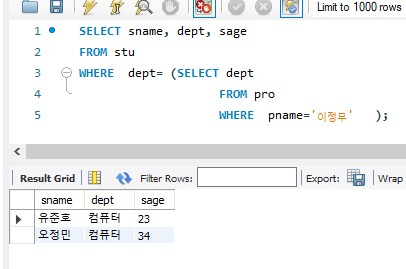 Limit to 1000 rows
1 SELECT sname, dept, sage
2 FROM stu
3 WHERE dept= (SELECT dept
4 FROM pro
5 WHERE pname='이정무' );
Result Grid Filter Rows: Export: Wrap
sname dept sage
유준호 컴퓨터 23
오정민 컴퓨터 34